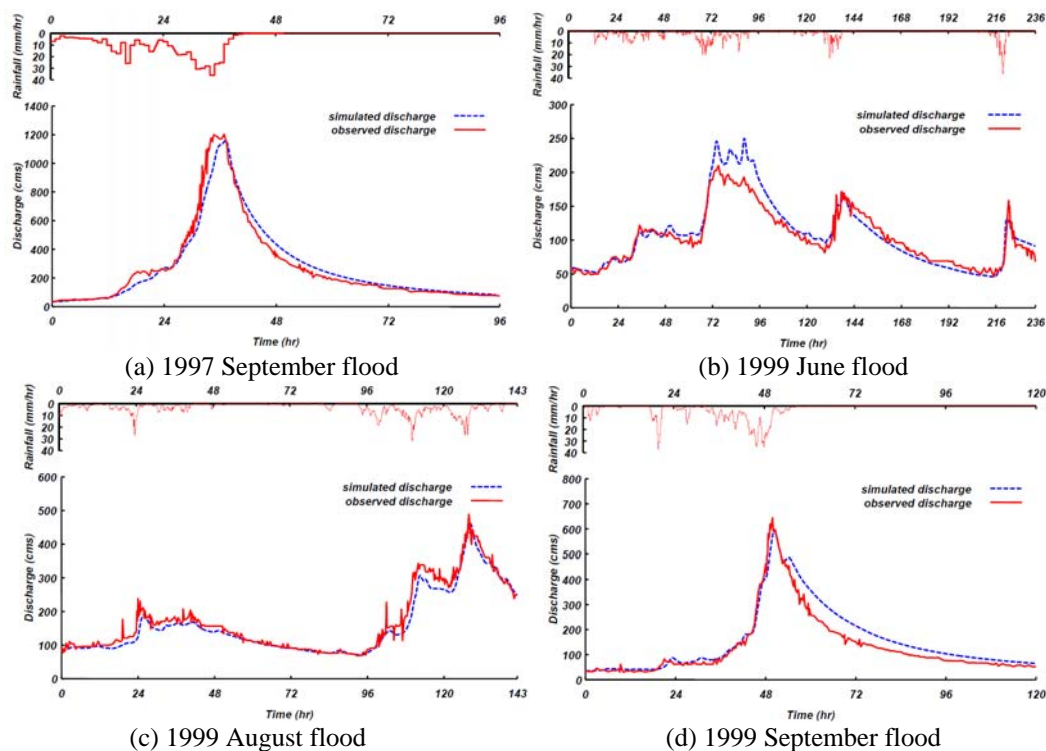 0 24 48 72 96
Rainfall (mm/hr)
0
10
20
30
40
1400
1200
1000
800
600
400
200
0
Discharge (cms)
simulated discharge
observed discharge
0 24 48 72 96
Time (hr)
(a) 1997 September flood
0 24 48 72 96 120 144 168 192 216 236
Rainfall (mm/hr)
0
10
20
30
40
300
250
200
150
100
50
0
Discharge (cms)
simulated discharge
observed discharge
0 24 48 72 96 120 144 168 192 216 236
Time (hr)
(b) 1999 June flood
0 24 48 72 96 120 143
Rainfall (mm/hr)
0
10
20
30
40
600
500
400
300
200
100
0
Discharge (cms)
simulated discharge
observed discharge
0 24 48 72 96 120 143
Time (hr)
(c) 1999 August flood
0 24 48 72 96 120
Rainfall (mm/hr)
0
10
20
30
40
800
700
600
500
400
300
200
100
0
Discharge (cms)
simulated discharge
observed discharge
0 24 48 72 96 120
Time (hr)
(d) 1999 September flood